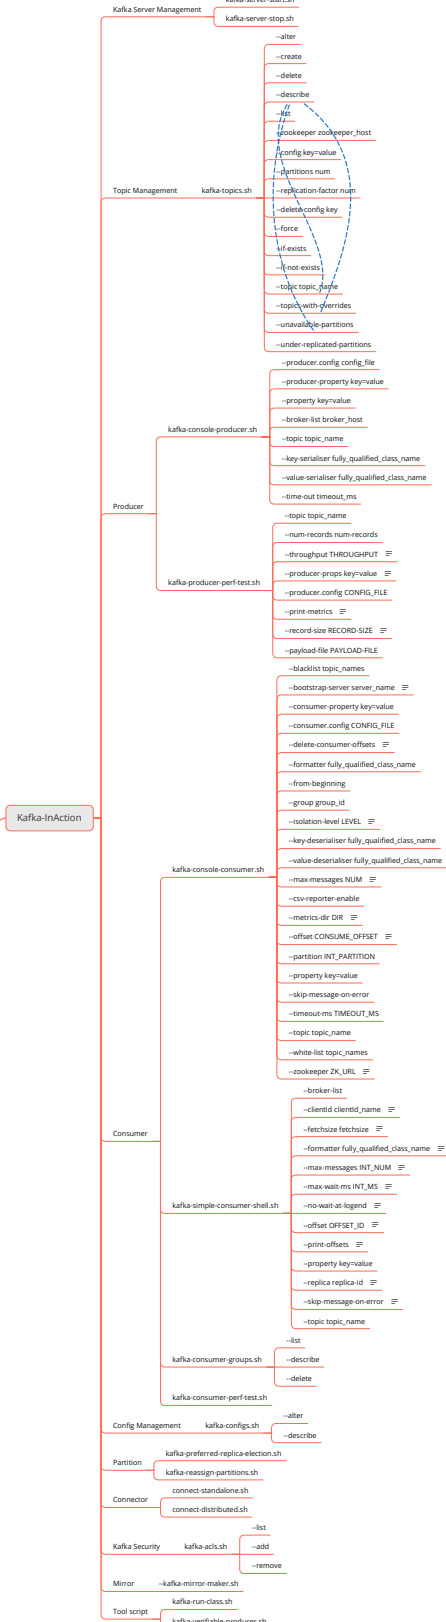 kafka-server-start.sh
Kafka Server Management
kafka-server-stop.sh
--alter
--create
--delete
--describe
--list
--zookeeper zookeeper_host
--config key=value
--partitions num
Topic Management
kafka-topics.sh
--replication-factor num
--delete-config key
--force
--if-exists
--if-not-exists
--topic topic_name
--topics-with-overrides
--unavailable-partitions
--under-replicated-partitions
--producer.config config_file
--producer-property key=value
--property key=value
kafka-console-producer.sh
--broker-list broker_host
--topic topic_name
--key-serialiser fully_qualified_class_name
--value-serialiser fully_qualified_class_name
--time-out timeout_ms
Producer
--topic topic_name
--num-records num-records
--throughput THROUGHPUT
--producer-props key=value
kafka-producer-perf-test.sh
--producer.config CONFIG_FILE
--print-metrics
--record-size RECORD-SIZE
--payload-file PAYLOAD-FILE
--blacklist topic_names
--bootstrap-server server_name
--consumer-property key=value
--consumer.config CONFIG_FILE
--delete-consumer-offsets
--formatter fully_qualified_class_name
--from-beginning
--group group_id
Kafka-InAction
--isolation-level LEVEL
--key-deserialiser fully_qualified_class_name
--value-deserialiser fully_qualified_class_name
kafka-console-consumer.sh
--max-messages NUM
--csv-reporter-enable
--metrics-dir DIR
--offset CONSUME_OFFSET
--partition INT_PARTITION
--property key=value
--skip-message-on-error
--timeout-ms TIMEOUT_MS
--topic topic_name
--white-list topic_names
--zookeeper ZK_URL
--broker-list
--clientId clientId_name
--fetchsize fetchsize
Consumer
--formatter fully_qualified_class_name
--max-messages INT_NUM
--max-wait-ms INT_MS
kafka-simple-consumer-shell.sh
--no-wait-at-logend
--offset OFFSET_ID
--print-offsets
--property key=value
--replica replica-id
--skip-message-on-error
--topic topic_name
--list
kafka-consumer-groups.sh
--describe
--delete
kafka-consumer-perf-test.sh
--alter
Config Management
kafka-configs.sh
--describe
kafka-preferred-replica-election.sh
Partition
kafka-reassign-partitions.sh
connect-standalone.sh
Connector
connect-distributed.sh
--list
Kafka Security
kafka-acls.sh
--add
--remove
Mirror
--kafka-mirror-maker.sh
kafka-run-class.sh
Tool script
kafka-verifiable-producer.sh